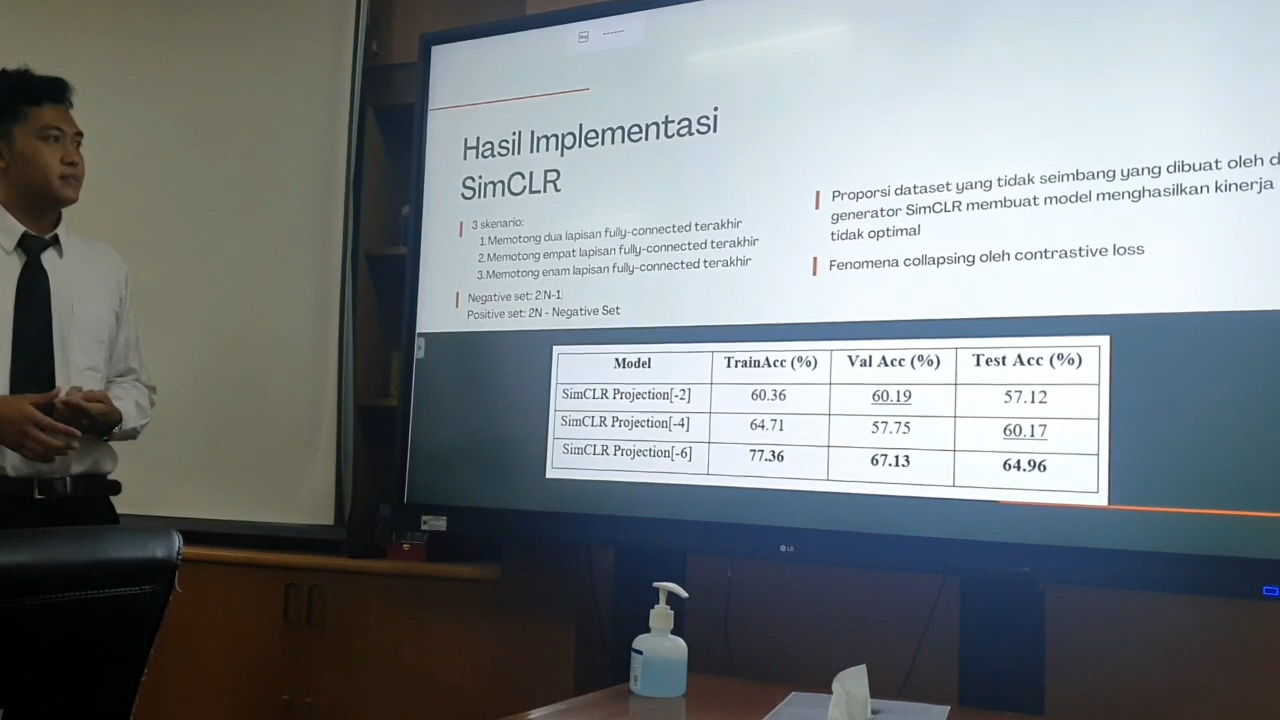 Hasil Implementasi
SimCLR
3 skenario:
1. Memotong dua lapisan fully-connected terakhir
2. Memotong empat lapisan fully-connected terakhir
3. Memotong enam lapisan fully-connected terakhir
Negative set: 2(N-1)
Positive set: 2N - Negative Set
Proporsi dataset yang tidak seimbang yang dibuat oleh
generator SimCLR membuat model menghasilkan kinerja
tidak optimal
Fenomena collapsing oleh contrastive loss
Model TrainAcc (%) Val Acc (%) Test Acc (%)
SimCLR Projection[-2] 60.36 60.19 57.12
SimCLR Projection[-4] 64.71 57.75 60.17
SimCLR Projection[-6] 77.36 67.13 64.96
LG